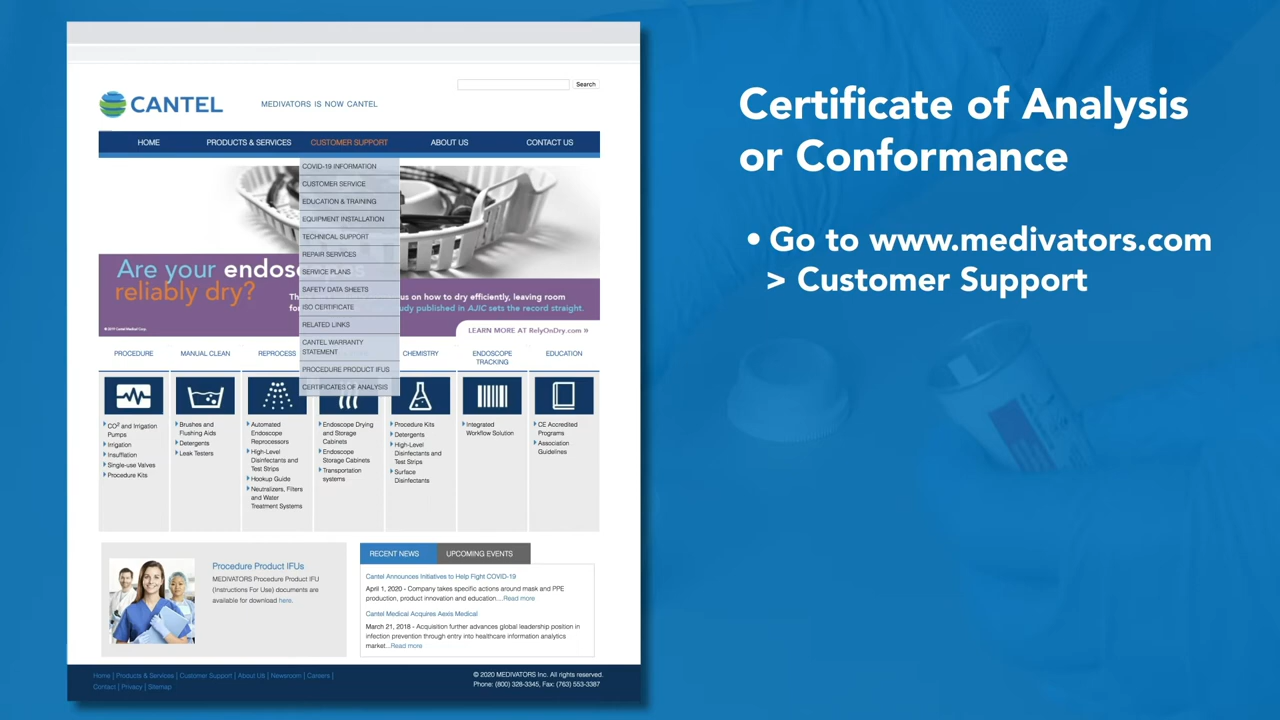 Search
CANTEL
MEDIVATORS IS NOW CANTEL
HOME
PRODUCTS & SERVICES
CUSTOMER SUPPORT
ABOUT US
CONTACT US
COVID-19 INFORMATION
CUSTOMER SERVICE
EDUCATION & TRAINING
EQUIPMENT INSTALLATION
TECHNICAL SUPPORT
REPAIR SERVICES
SERVICE PLANS
SAFETY DATA SHEETS
ISO CERTIFICATE
RELATED LINKS
CANTEL WARRANTY
STATEMENT
PROCEDURE PRODUCT IFUS
CERTIFICATES OF ANALYSIS
Are your endos
reliably dry?
us on how to dry efficiently, leaving room
study published in AJIC sets the record straight.
© 2019 Cantel Medical Corp.
LEARN MORE AT RelyOnDry.com »
PROCEDURE
CO² and Irrigation
Pumps
Irrigation
Insufflation
Single-use Valves
Procedure Kits
MANUAL CLEAN
Brushes and
Flushing Aids
Detergents
Leak Testers
REPROCESS
Automated
Endoscope
Reprocessors
High-Level
Disinfectants and
Test Strips
Hookup Guide
Neutralizers, Filters
and Water
Treatment Systems
Endoscope Drying
and Storage
Cabinets
Endoscope
Storage Cabinets
Transportation
systems
CHEMISTRY
Procedure Kits
Detergents
High-Level
Disinfectants and
Test Strips
Surface
Disinfectants
ENDOSCOPE
TRACKING
Integrated
Workflow Solution
EDUCATION
CE Accredited
Programs
Association
Guidelines
Procedure Product IFUs
MEDIVATORS Procedure Product IFU
(Instructions For Use) documents are
available for download here.
RECENT NEWS
UPCOMING EVENTS
Cantel Announces Initiatives to Help Fight COVID-19
April 1, 2020 - Company takes specific actions around mask and PPE
production, product innovation and education....Read more
Cantel Medical Acquires Aexis Medical
March 21, 2018 - Acquisition further advances global leadership position in
infection prevention through entry into healthcare information analytics
market...Read more
Home | Products & Services | Customer Support | About US | Newsroom | Careers |
Contact | Privacy | Sitemap
© 2020 MEDIVATORS Inc. All rights reserved.
Phone: (800) 328-3345, Fax: (763) 553-3387
Certificate of Analysis
or Conformance
• Go to www.medivators.com
> Customer Support